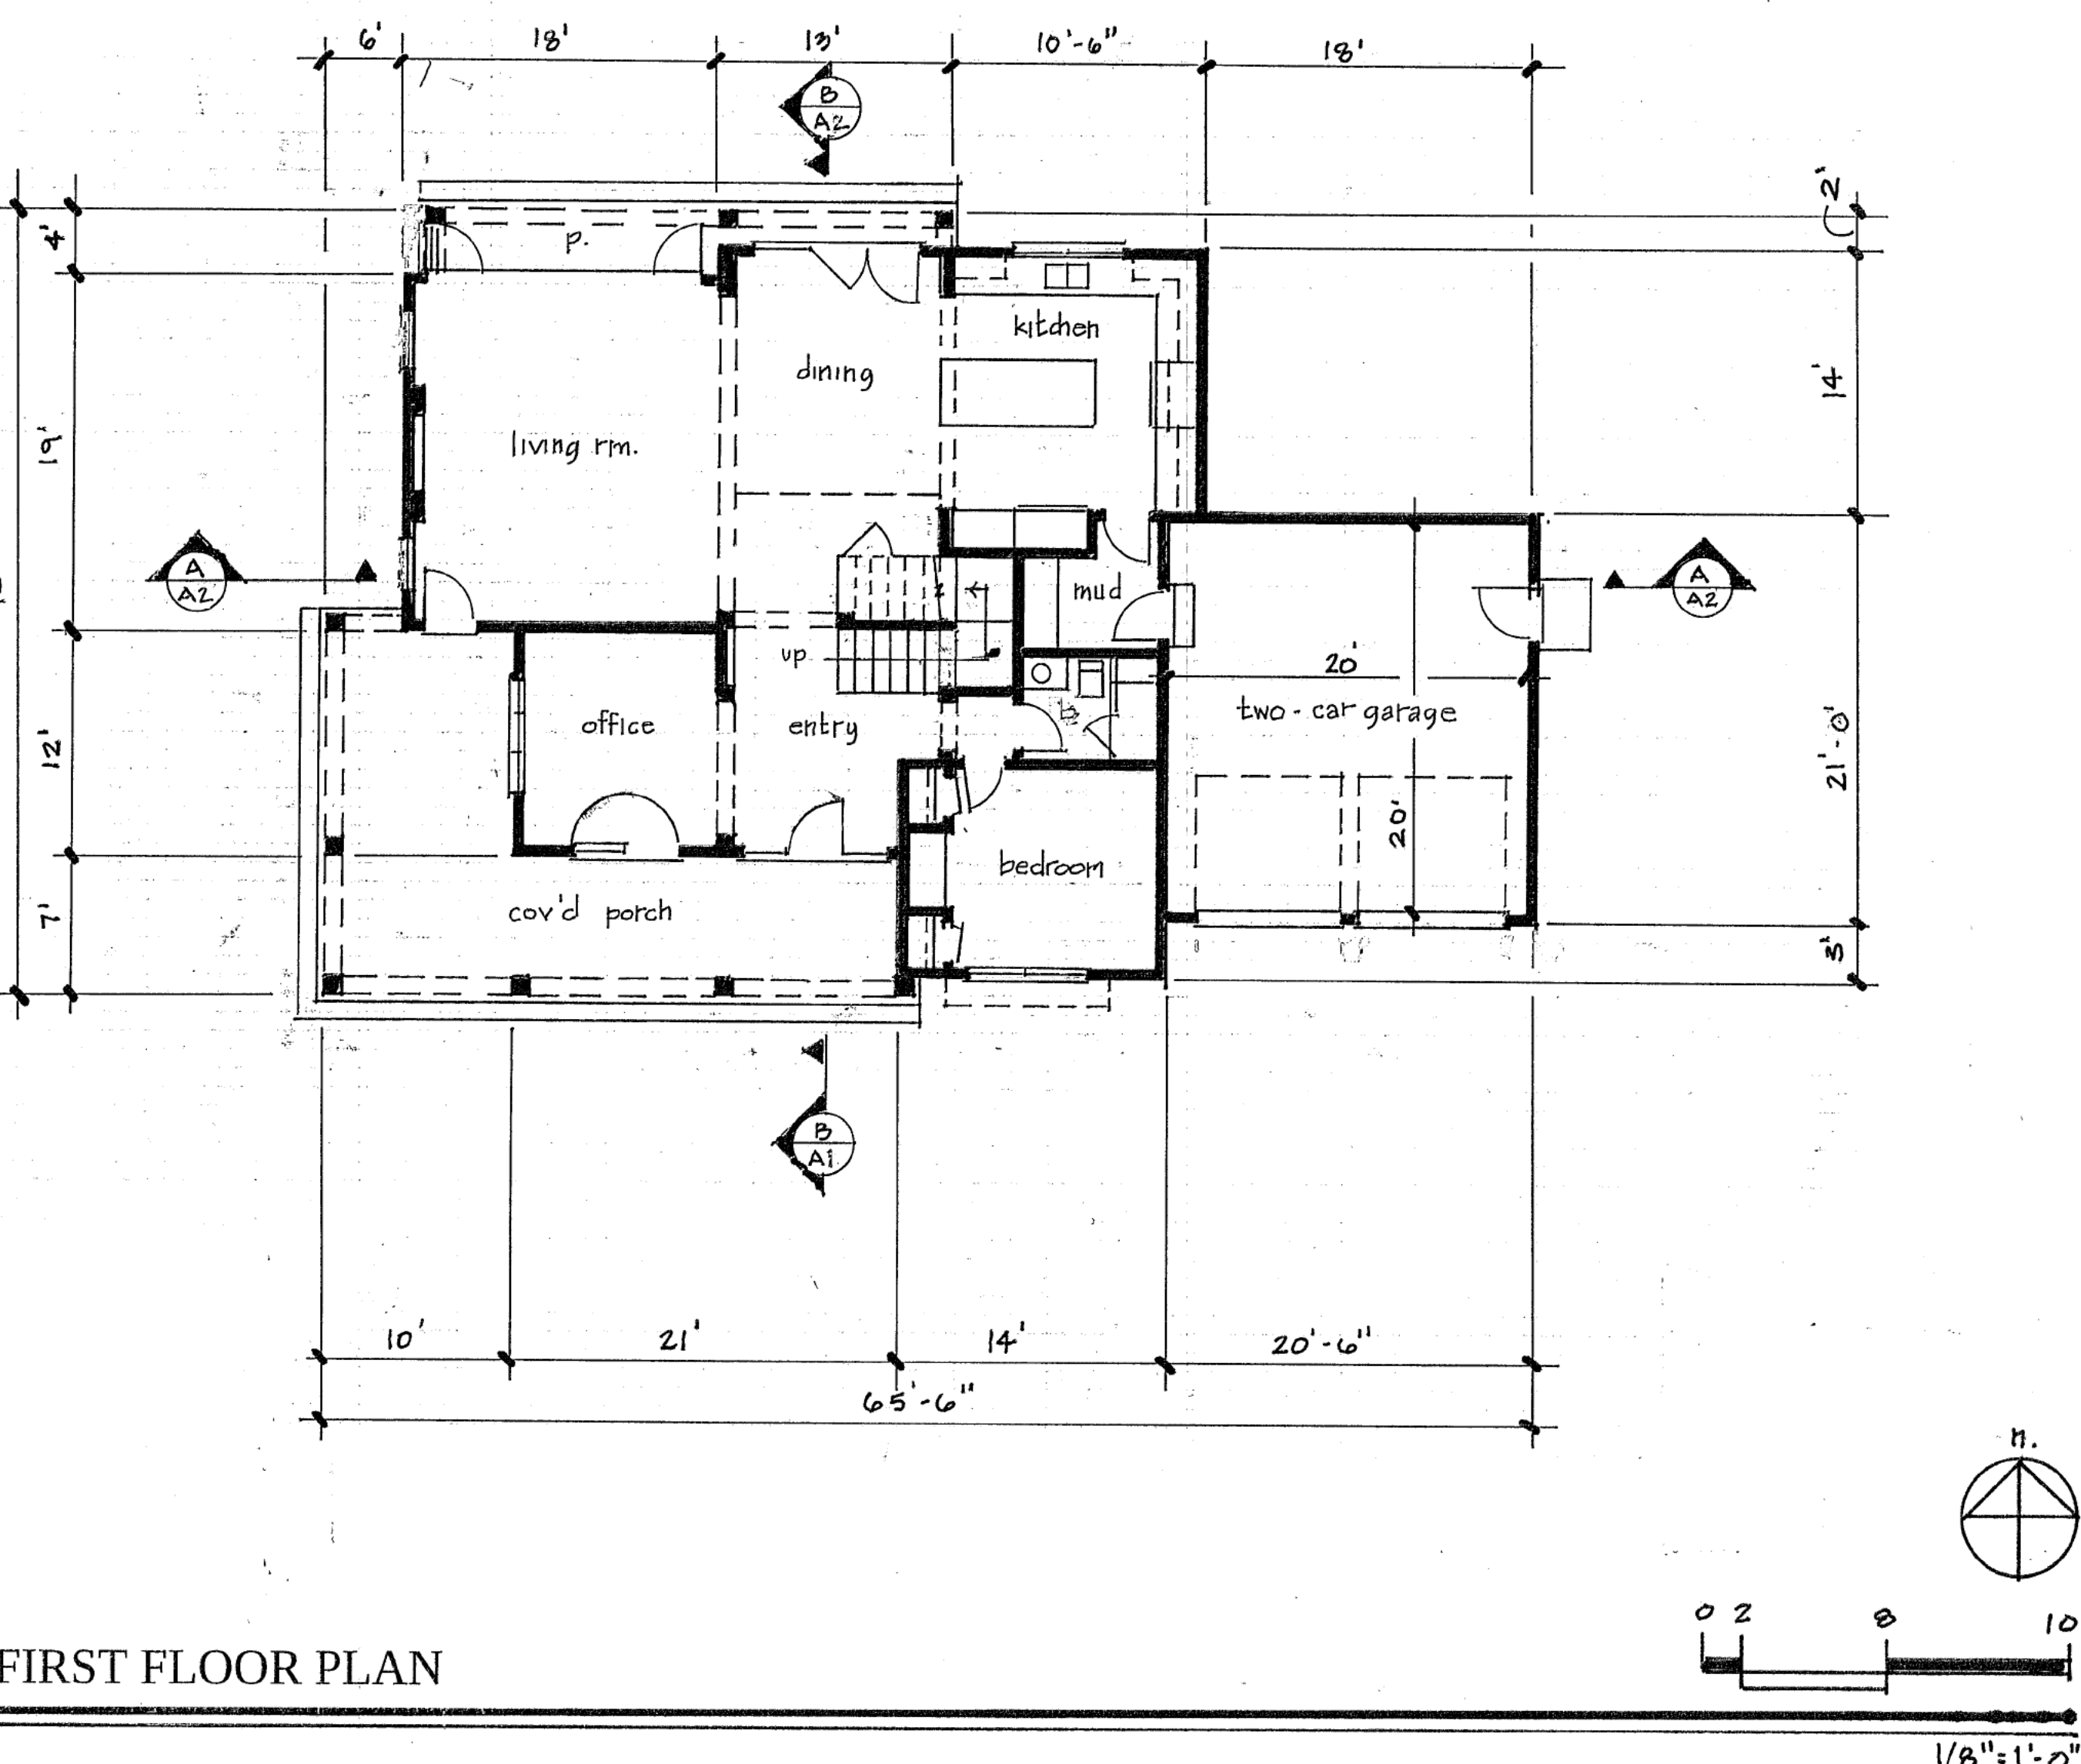 6' 18' 13' 10'-6" 18'
B
A2
2'
4'
p.
kitchen
dining
14'
living rm.
19'
A
A2
mud
A
A2
up
20'
office
entry
two-car garage
12'
21'-0"
20'
bedroom
cov'd porch
7'
3'
B
A1
10' 21' 14' 20'-6"
65'-6"
n.
0 2 8 10
FIRST FLOOR PLAN
1/8"=1'-0"